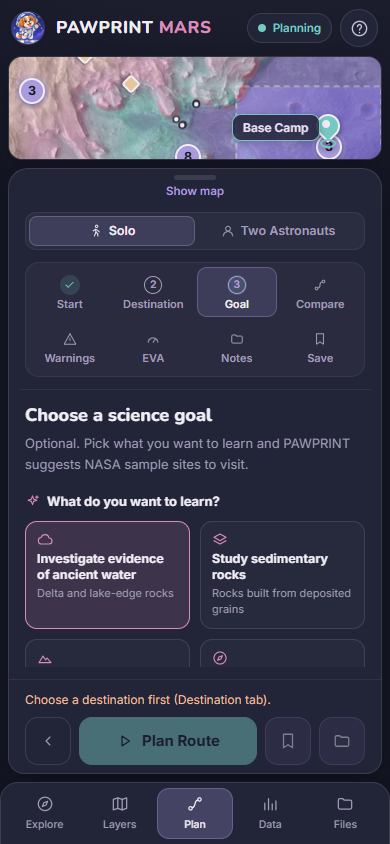 PAWPRINT MARS
Planning
3
Base Camp
8
Show map
Solo
Two Astronauts
Start
2
Destination
3
Goal
Compare
Warnings
EVA
Notes
Save
Choose a science goal
Optional. Pick what you want to learn and PAWPRINT
suggests NASA sample sites to visit.
What do you want to learn?
Investigate evidence
of ancient water
Delta and lake-edge rocks
Study sedimentary
rocks
Rocks built from deposited
grains
Choose a destination first (Destination tab).
Plan Route
Explore
Layers
Plan
Data
Files